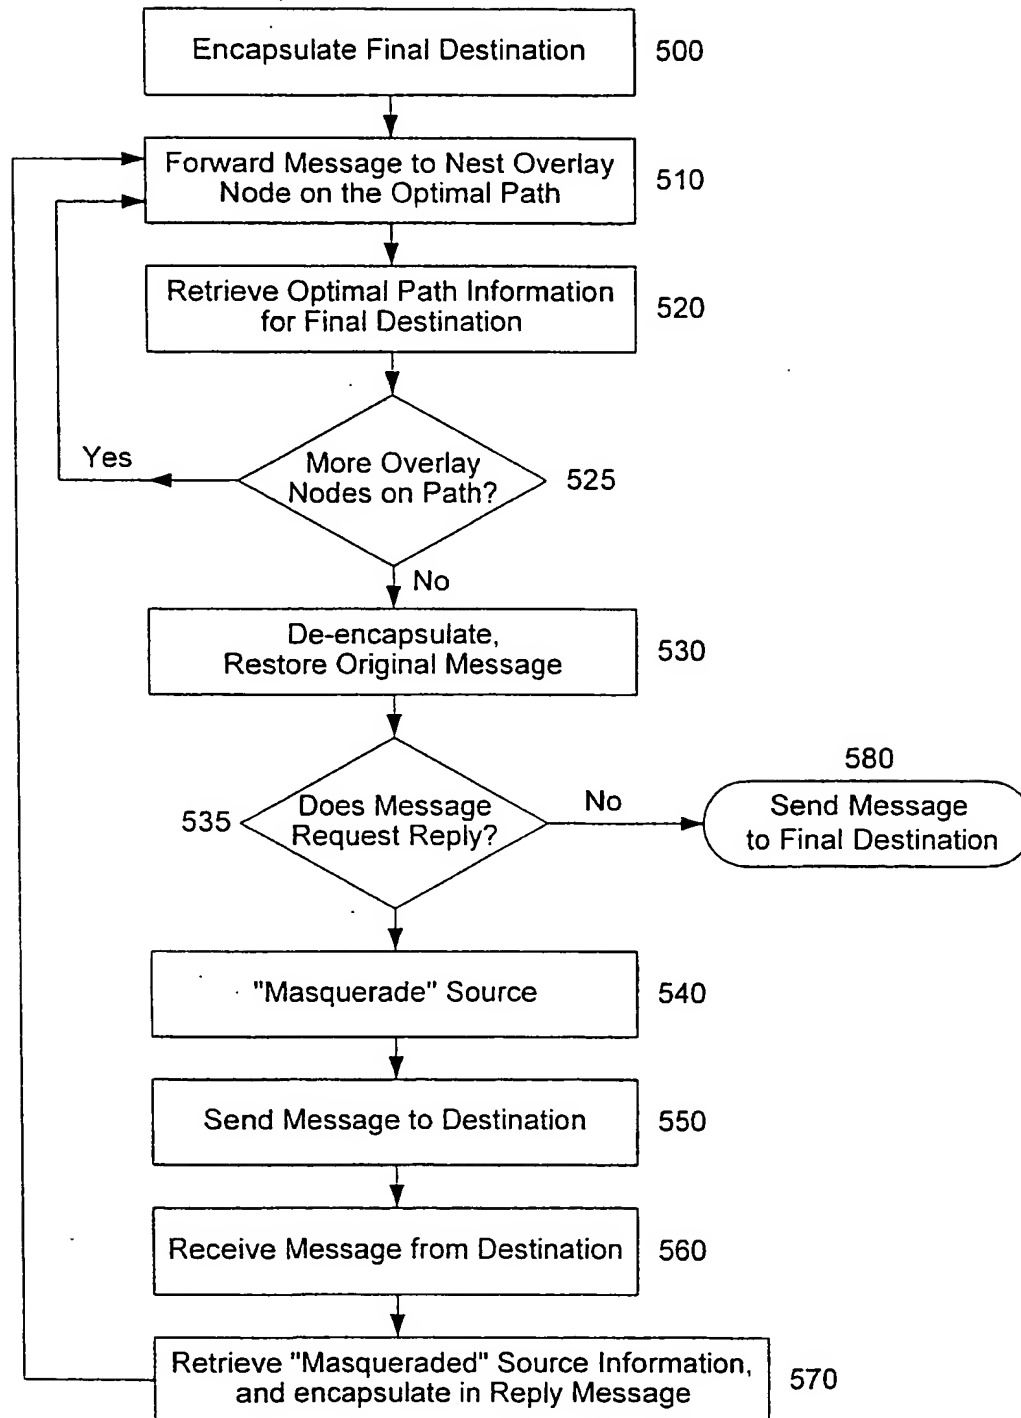 Encapsulate Final Destination
500
Forward Message to Nest Overlay
Node on the Optimal Path
510
Retrieve Optimal Path Information
for Final Destination
520
Yes
More Overlay
Nodes on Path?
525
No
De-encapsulate,
Restore Original Message
530
535
Does Message
Request Reply?
No
580
Send Message
to Final Destination
"Masquerade" Source
540
Send Message to Destination
550
Receive Message from Destination
560
Retrieve "Masqueraded" Source Information,
and encapsulate in Reply Message
570